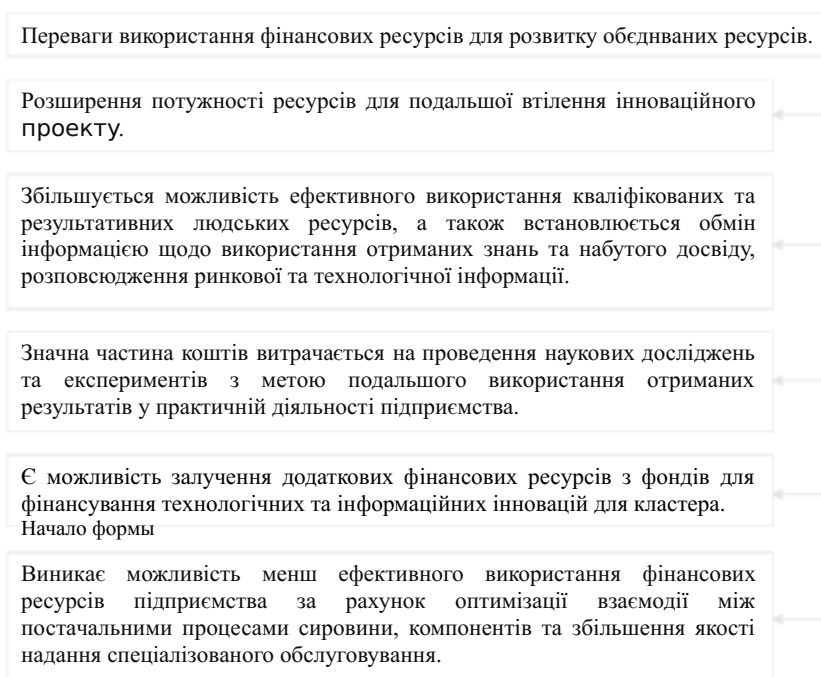 Переваги використання фінансових ресурсів для розвитку обєднваних ресурсів.
Розширення потужності ресурсів для подальшої втілення інноваційного
проекту.
Збільшується можливість ефективного використання кваліфікованих та
результативних людських ресурсів, а також встановлюється обмін
інформацією щодо використання отриманих знань та набутого досвіду,
розповсюдження ринкової та технологічної інформації.
Значна частина коштів витрачається на проведення наукових досліджень
та експериментів з метою подальшого використання отриманих
результатів у практичній діяльності підприємства.
Є можливість залучення додаткових фінансових ресурсів з фондів для
фінансування технологічних та інформаційних інновацій для кластера.
Начало формы
Виникає можливість менш ефективного використання фінансових
ресурсів підприємства за рахунок оптимізації взаємодії між
постачальними процесами сировини, компонентів та збільшення якості
надання спеціалізованого обслуговування.